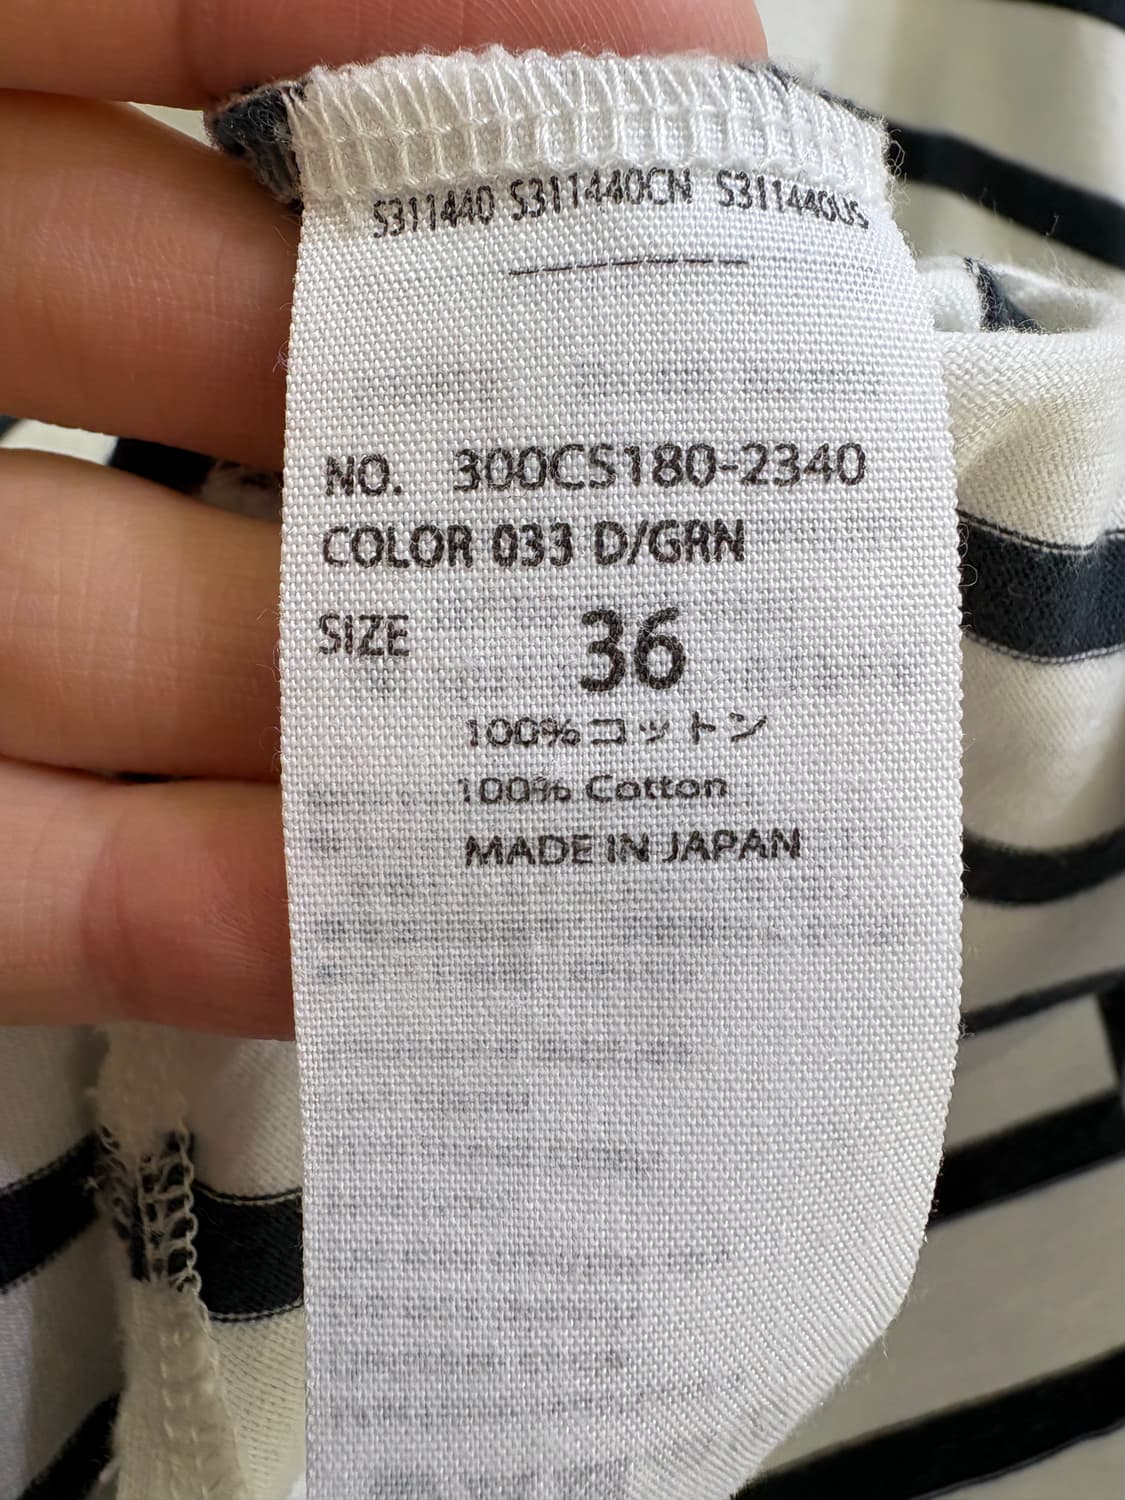 S311440 S311440CN S311440US
NO. 300CS180-2340
COLOR 033 D/GRN
SIZE 36
100%コットン
100% Cotton
MADE IN JAPAN